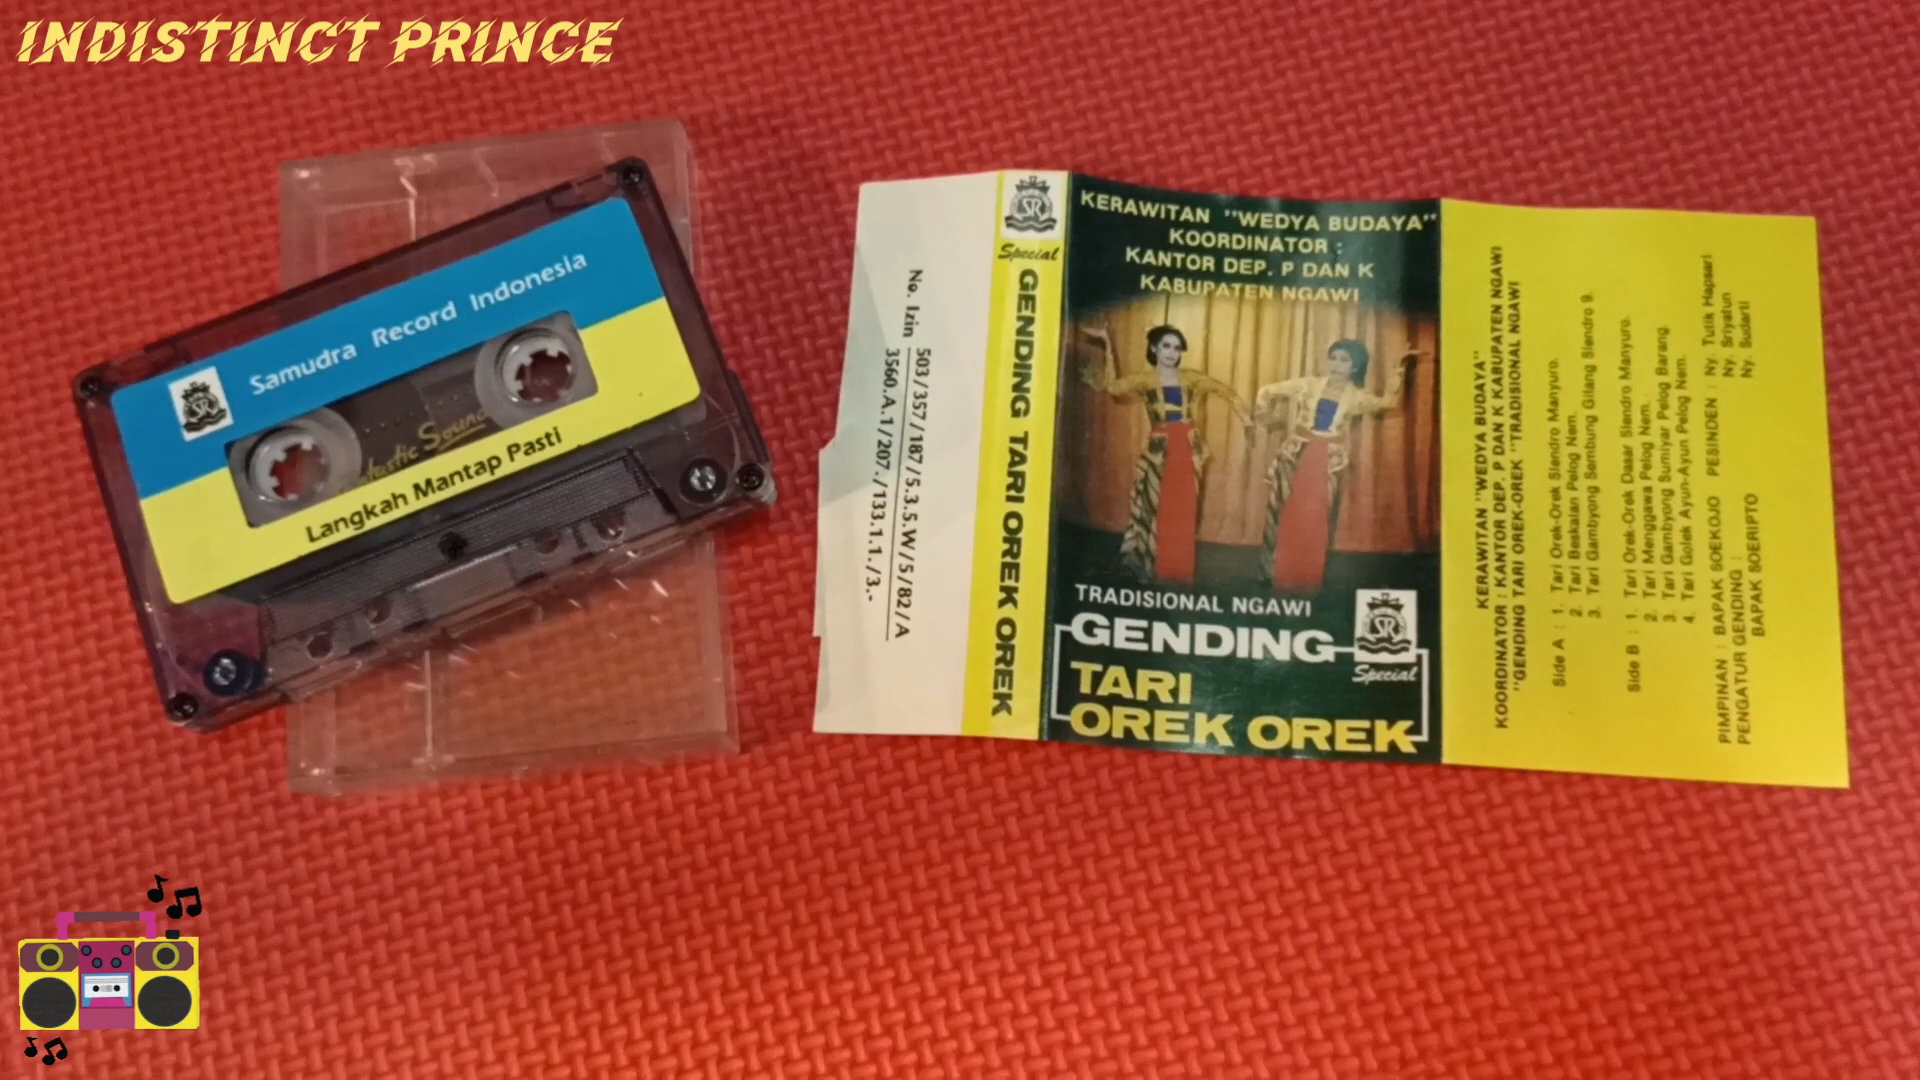 INDISTINCT PRINCE
Samudra Record Indonesia
SR
Sound
Langkah Mantap Pasti
No. Izin 503/357/187/5.3.5.W/5/82/A
3560.A.1/207./133.1.1./3.-
SR
Special
GENDING TARI OREK OREK
KERAWITAN "WEDYA BUDAYA"
KOORDINATOR :
KANTOR DEP. P DAN K
KABUPATEN NGAWI
TRADISIONAL NGAWI
GENDING
TARI
OREK OREK
SR
Special
KERAWITAN "WEDYA BUDAYA"
KOORDINATOR : KANTOR DEP. P DAN K KABUPATEN NGAWI
"GENDING TARI OREK-OREK "TRADISIONAL NGAWI
Side A : 1. Tari Orek-Orek Slendro Manyuro.
2. Tari Beskalan Pelog Nem.
3. Tari Gambyong Sembung Gilang Slendro 9.
Side B : 1. Tari Orek-Orek Dasar Slendro Manyuro.
2. Tari Menggawa Pelog Nem.
3. Tari Gambyong Sumiyar Pelog Barang.
4. Tari Golek Ayun-Ayun Pelog Nem.
PIMPINAN : BAPAK SOEKOJO PESINDEN : Ny. Tutik Hapsari
PENGATUR GENDING : Ny. Sriyatun
BAPAK SOERIPTO Ny. Sudarti